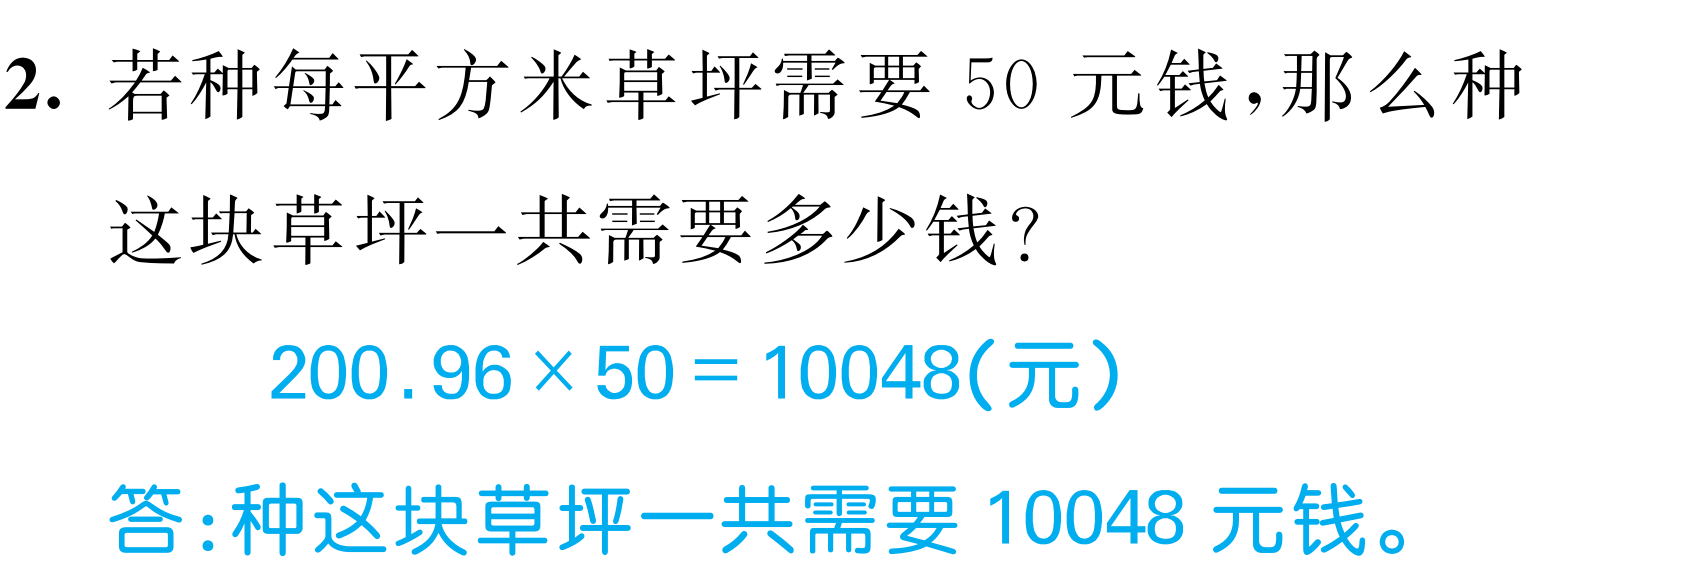 2. 若种每平方米草坪需要 50 元钱,那么种
这块草坪一共需要多少钱?
200.96×50=10048(元)
答:种这块草坪一共需要 10048 元钱。